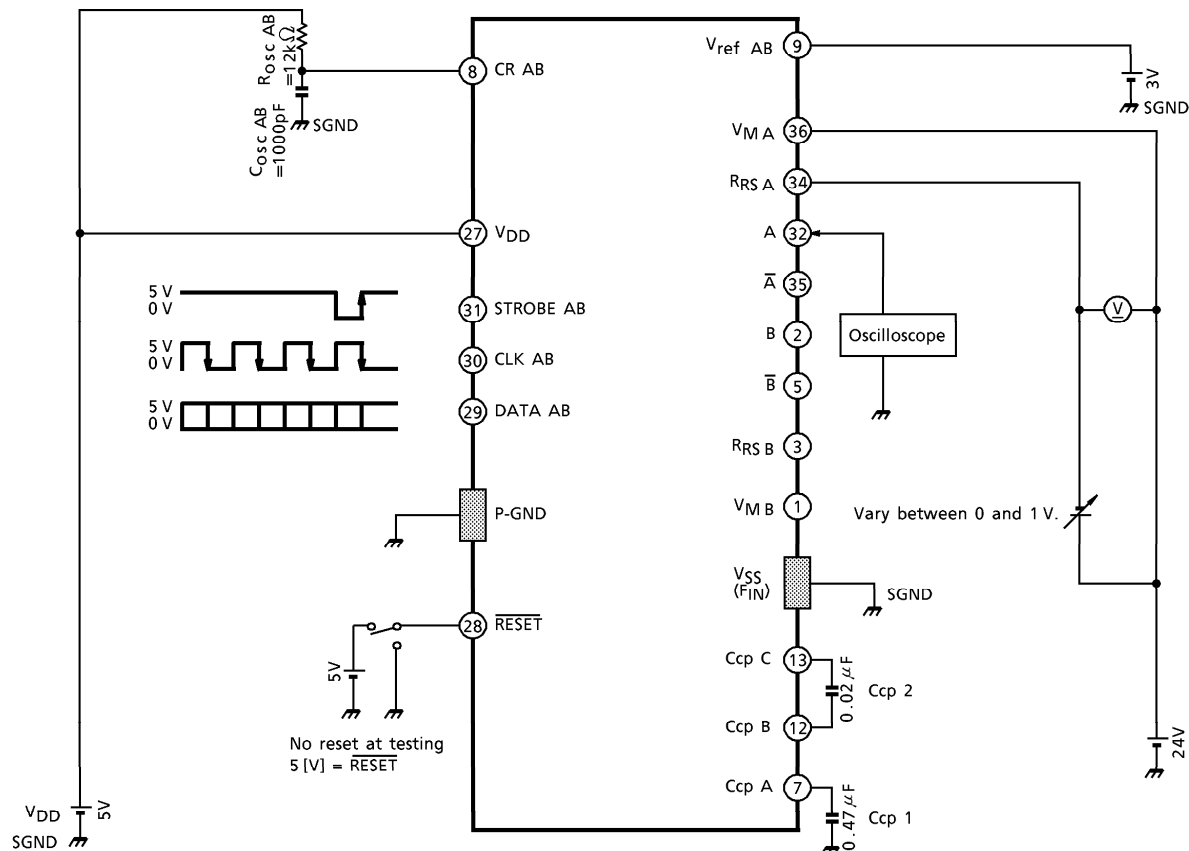 Rosc AB
=12kΩ
Cosc AB
=1000pF
SGND
8
CR AB
27
VDD
5 V
0 V
31
STROBE AB
5 V
0 V
30
CLK AB
5 V
0 V
29
DATA AB
P-GND
28
RESET
5V
No reset at testing
5 [V] = RESET
VDD
5V
SGND
Vref AB
9
3V
SGND
VM A
36
RRS A
34
A
32
A
35
B
2
B
5
RRS B
3
VM B
1
V
Oscilloscope
Vary between 0 and 1 V.
VSS
(FIN)
SGND
Ccp C
13
0.02 μF
Ccp 2
Ccp B
12
Ccp A
7
0.47 μF
Ccp 1
24V